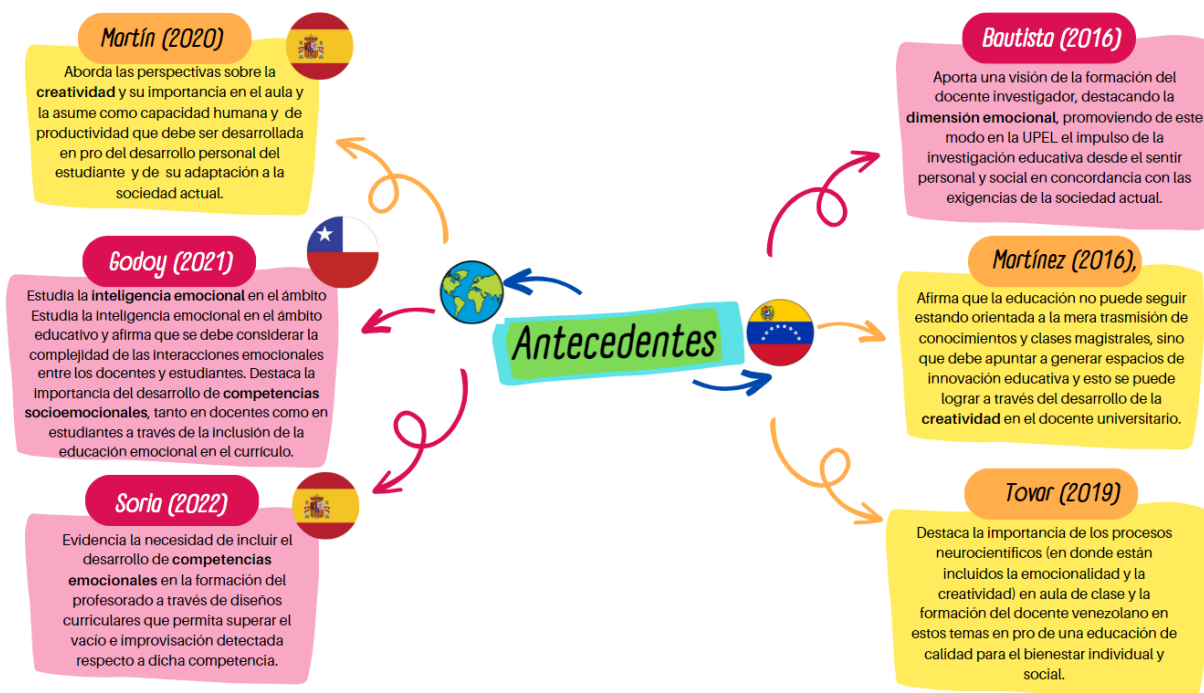 Martín (2020)
Aborda las perspectivas sobre la
creatividad y su importancia en el aula y
la asume como capacidad humana y de
productividad que debe ser desarrollada
en pro del desarrollo personal del
estudiante y de su adaptación a la
sociedad actual.
Godoy (2021)
Estudia la inteligencia emocional en el ámbito
Estudia la inteligencia emocional en el ámbito
educativo y afirma que se debe considerar la
complejidad de las interacciones emocionales
entre los docentes y estudiantes. Destaca la
importancia del desarrollo de competencias
socioemocionales, tanto en docentes como en
estudiantes a través de la inclusión de la
educación emocional en el currículo.
Soria (2022)
Evidencia la necesidad de incluir el
desarrollo de competencias
emocionales en la formación del
profesorado a través de diseños
curriculares que permita superar el
vacío e improvisación detectada
respecto a dicha competencia.
Antecedentes
Bautista (2016)
Aporta una visión de la formación del
docente investigador, destacando la
dimensión emocional, promoviendo de este
modo en la UPEL el impulso de la
investigación educativa desde el sentir
personal y social en concordancia con las
exigencias de la sociedad actual.
Martínez (2016),
Afirma que la educación no puede seguir
estando orientada a la mera trasmisión de
conocimientos y clases magistrales, sino
que debe apuntar a generar espacios de
innovación educativa y esto se puede
lograr a través del desarrollo de la
creatividad en el docente universitario.
Tovar (2019)
Destaca la importancia de los procesos
neurocientíficos (en donde están
incluidos la emocionalidad y la
creatividad) en aula de clase y la
formación del docente venezolano en
estos temas en pro de una educación de
calidad para el bienestar individual y
social.